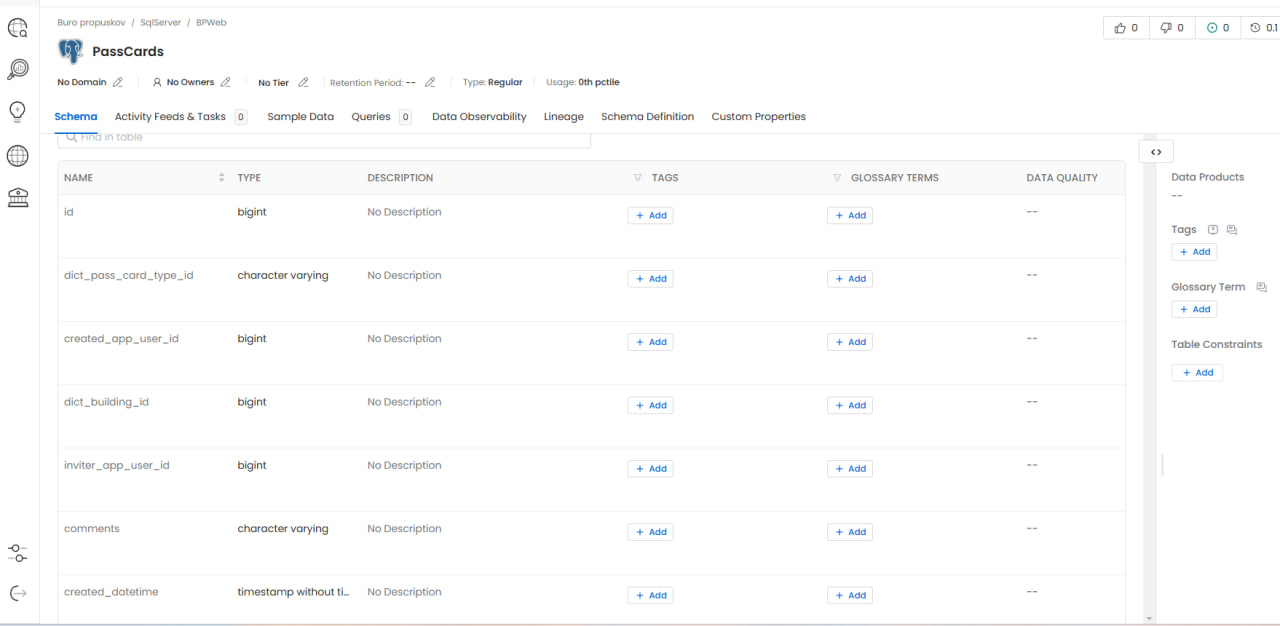 Buro propuskov / SqlServer / BPWeb
PassCards
0 0 0 0.1
No Domain No Owners No Tier Retention Period: -- Type: Regular Usage: 0th pctile
Schema Activity Feeds & Tasks 0 Sample Data Queries 0 Data Observability Lineage Schema Definition Custom Properties
Find in table
NAME TYPE DESCRIPTION TAGS GLOSSARY TERMS DATA QUALITY
id bigint No Description + Add + Add --
dict_pass_card_type_id character varying No Description + Add + Add --
created_app_user_id bigint No Description + Add + Add --
dict_building_id bigint No Description + Add + Add --
inviter_app_user_id bigint No Description + Add + Add --
comments character varying No Description + Add + Add --
created_datetime timestamp without ti... No Description + Add + Add --
Data Products
--
Tags
+ Add
Glossary Term
+ Add
Table Constraints
+ Add